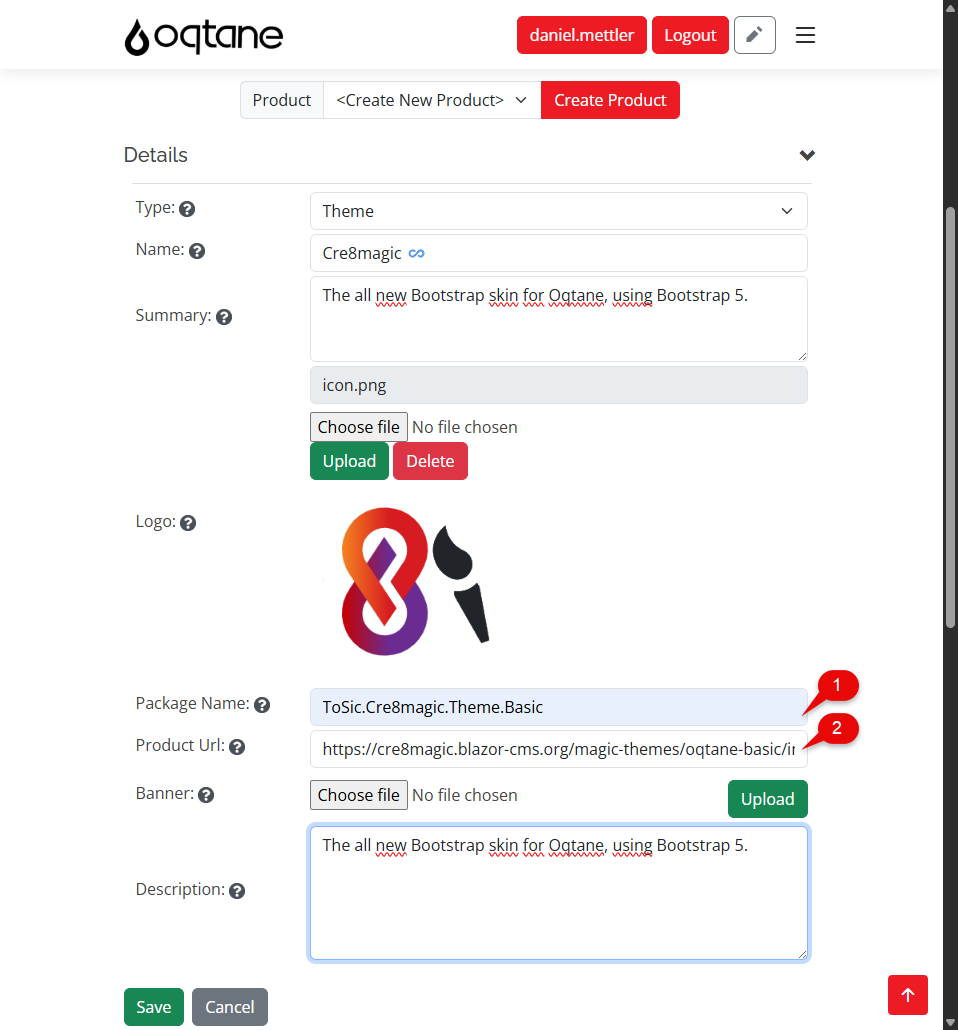 oqtane
daniel.mettler Logout
Product <Create New Product> Create Product
Details
Type: ? Theme
Name: ? Cre8magic ♾️
Summary: ? The all new Bootstrap skin for Oqtane, using Bootstrap 5.
icon.png
Choose file No file chosen
Upload Delete
Logo: ?
8
Package Name: ? ToSic.Cre8magic.Theme.Basic 1
Product Url: ? https://cre8magic.blazor-cms.org/magic-themes/oqtane-basic/ 2
Banner: ? Choose file No file chosen Upload
Description: ? The all new Bootstrap skin for Oqtane, using Bootstrap 5.
Save Cancel